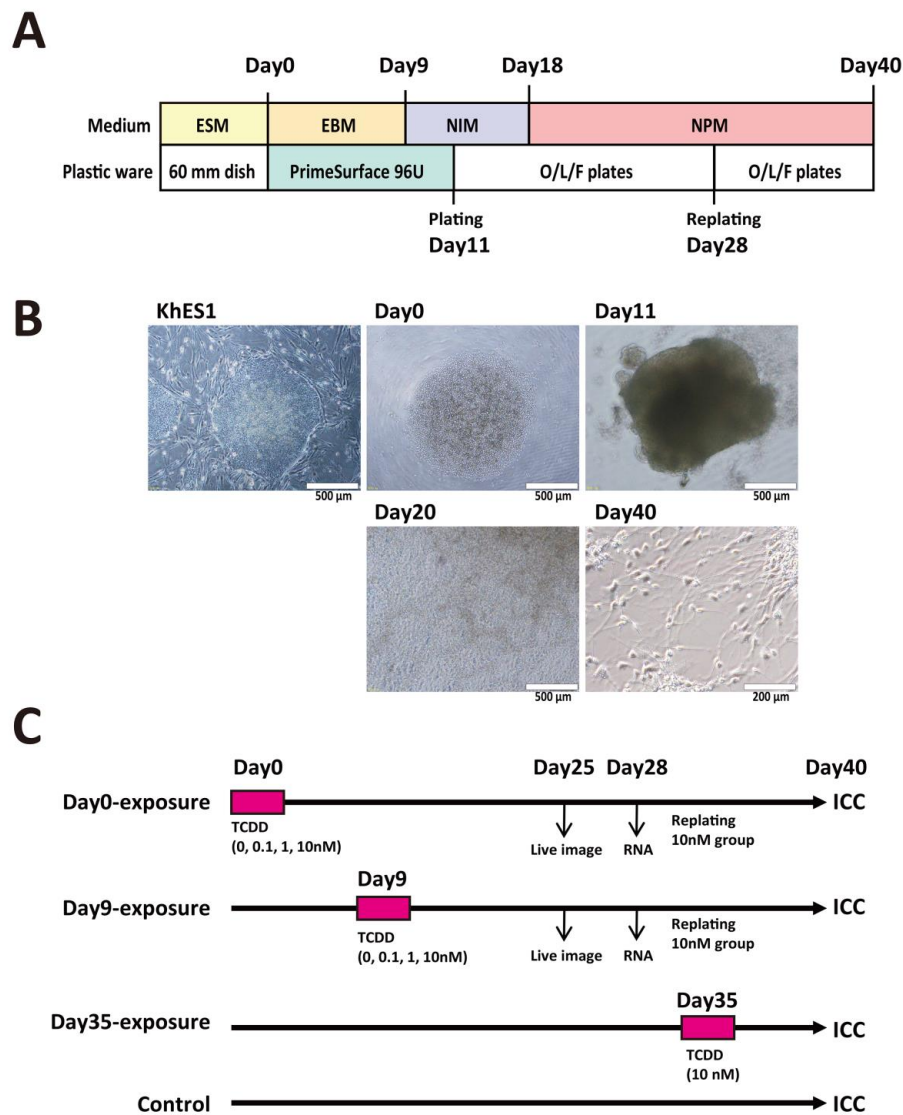 A
Day0 Day9 Day18 Day40
Medium ESM EBM NIM NPM
Plastic ware 60 mm dish PrimeSurface 96U O/L/F plates O/L/F plates
Plating Replating
Day11 Day28
B
KhES1 Day0 Day11
500 µm 500 µm 500 µm
Day20 Day40
500 µm 200 µm
C
Day0 Day25 Day28 Day40
Day0-exposure ICC
TCDD
(0, 0.1, 1, 10nM)
Live image RNA
Replating
10nM group
Day9
Day9-exposure ICC
TCDD
(0, 0.1, 1, 10nM)
Live image RNA
Replating
10nM group
Day35
Day35-exposure ICC
TCDD
(10 nM)
Control ICC